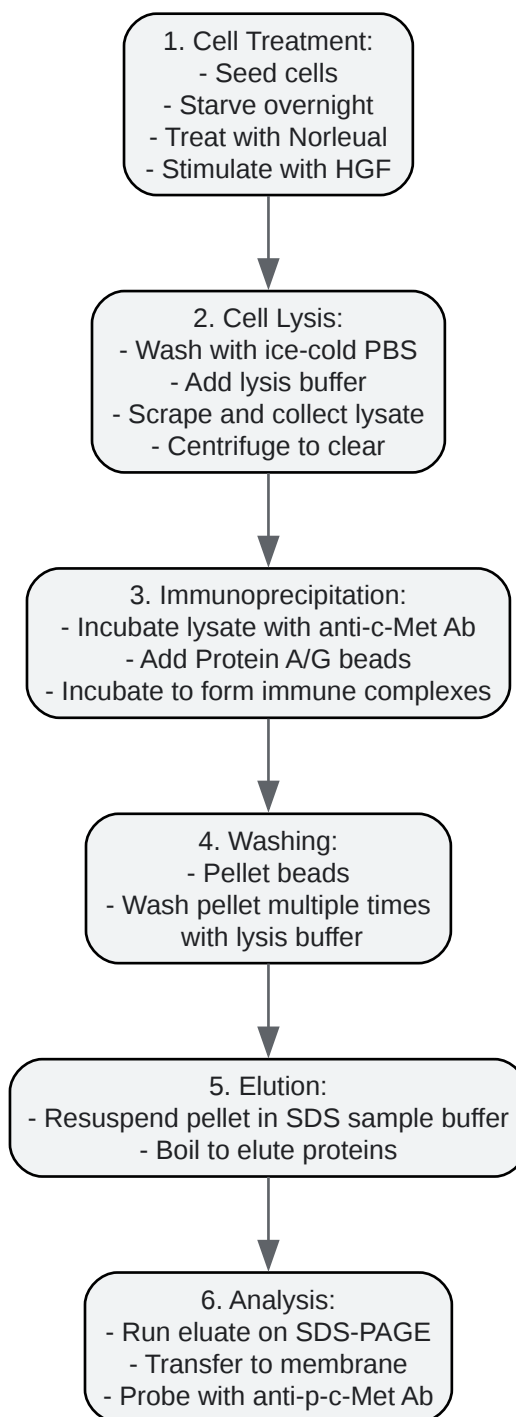 1. Cell Treatment:
- Seed cells
- Starve overnight
- Treat with Norleual
- Stimulate with HGF
2. Cell Lysis:
- Wash with ice-cold PBS
- Add lysis buffer
- Scrape and collect lysate
- Centrifuge to clear
3. Immunoprecipitation:
- Incubate lysate with anti-c-Met Ab
- Add Protein A/G beads
- Incubate to form immune complexes
4. Washing:
- Pellet beads
- Wash pellet multiple times
with lysis buffer
5. Elution:
- Resuspend pellet in SDS sample buffer
- Boil to elute proteins
6. Analysis:
- Run eluate on SDS-PAGE
- Transfer to membrane
- Probe with anti-p-c-Met Ab